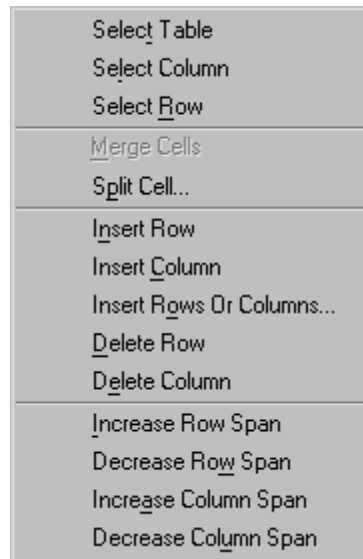 Select Table
Select Column
Select Row
Merge Cells
Split Cell...
Insert Row
Insert Column
Insert Rows Or Columns...
Delete Row
Delete Column
Increase Row Span
Decrease Row Span
Increase Column Span
Decrease Column Span